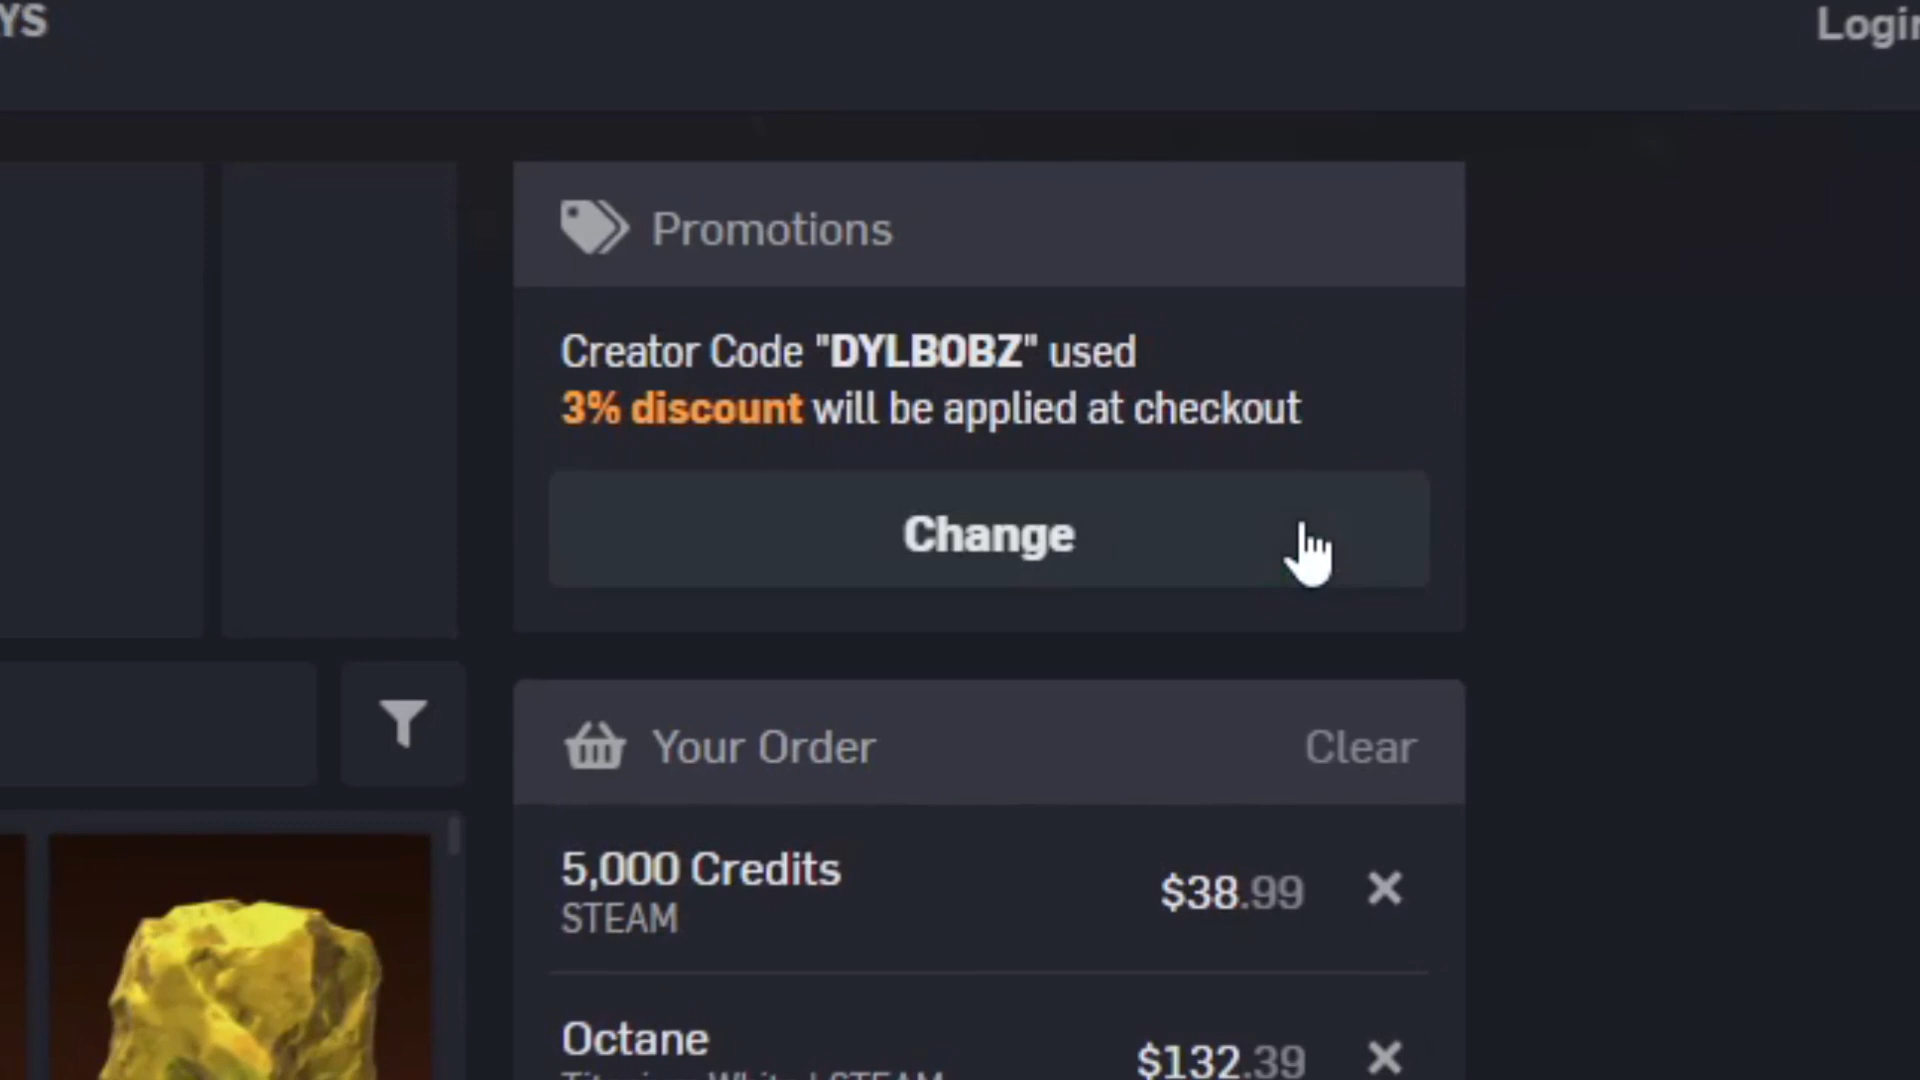 Login
Promotions
Creator Code "DYLBOBZ" used
3% discount will be applied at checkout
Change
Your Order
Clear
5,000 Credits
$38.99
STEAM
Octane
$132.39